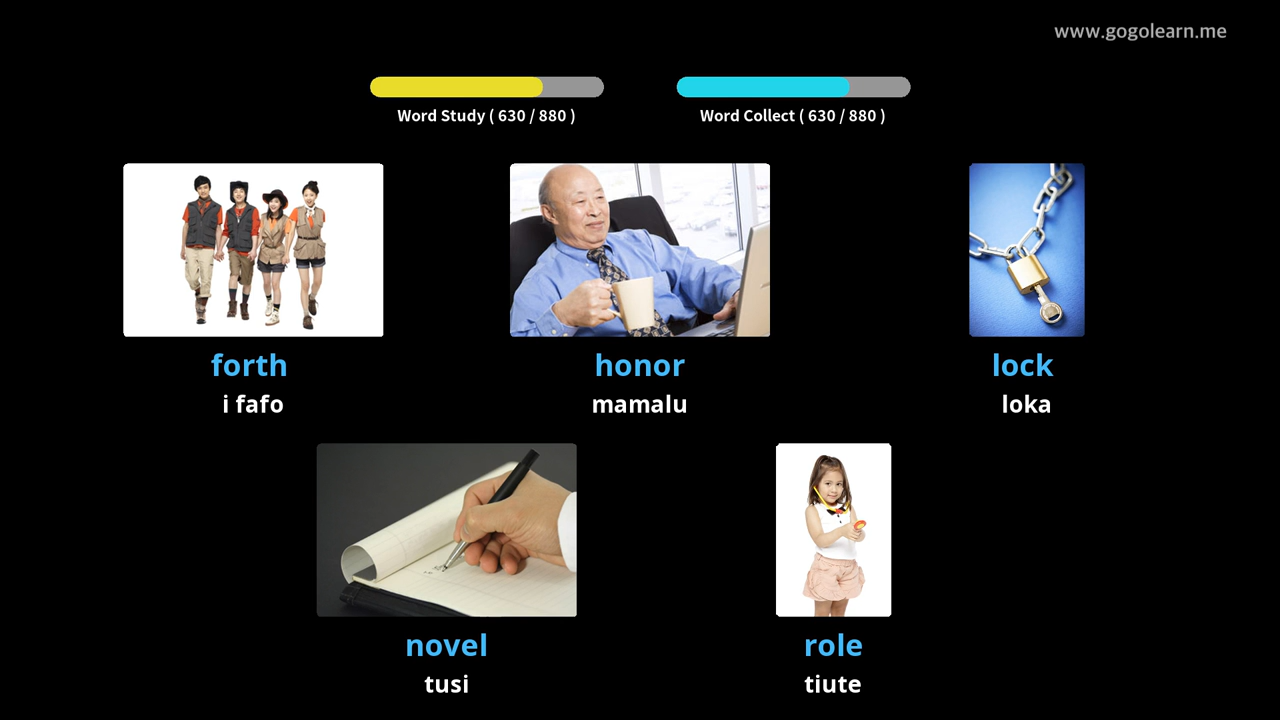 www.gogolearn.me
Word Study ( 630 / 880 )
Word Collect ( 630 / 880 )
forth
i fafo
honor
mamalu
lock
loka
novel
tusi
role
tiute